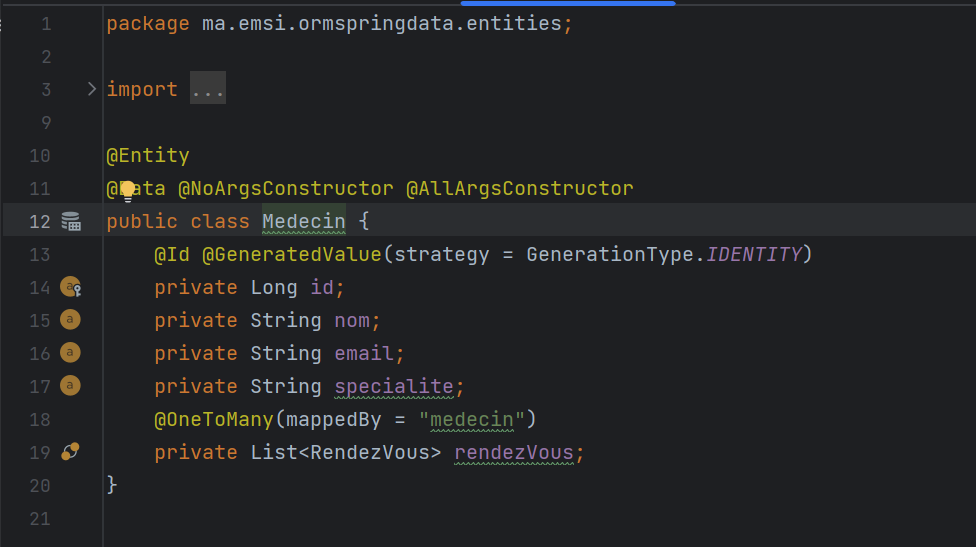 1 package ma.emsi.ormspringdata.entities;
2
3 import ...
9
10 @Entity
11 @Data @NoArgsConstructor @AllArgsConstructor
12 public class Medecin {
13 @Id @GeneratedValue(strategy = GenerationType.IDENTITY)
14 private Long id;
15 private String nom;
16 private String email;
17 private String specialite;
18 @OneToMany(mappedBy = "medecin")
19 private List<RendezVous> rendezVous;
20 }
21